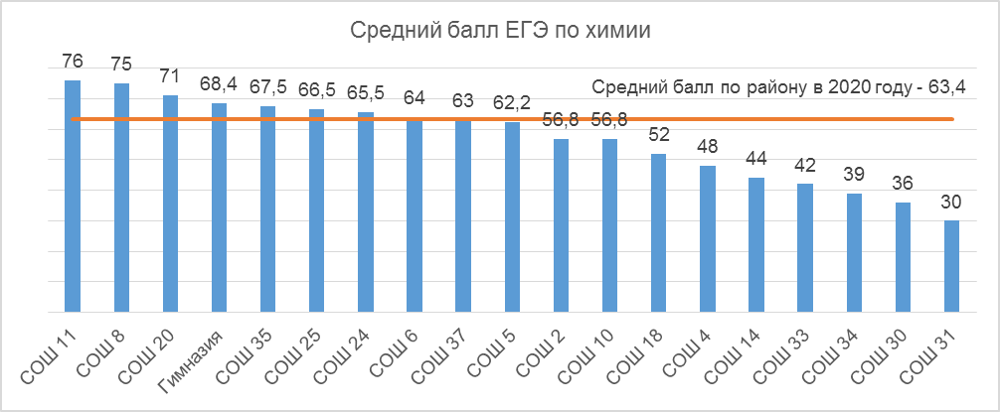 Средний балл ЕГЭ по химии
Средний балл по району в 2020 году - 63,4
76
75
71
68,4
67,5
66,5
65,5
64
63
62,2
56,8
56,8
52
48
44
42
39
36
30
СОШ 11
СОШ 8
СОШ 20
Гимназия
СОШ 35
СОШ 25
СОШ 24
СОШ 6
СОШ 37
СОШ 5
СОШ 2
СОШ 10
СОШ 18
СОШ 4
СОШ 14
СОШ 33
СОШ 34
СОШ 30
СОШ 31